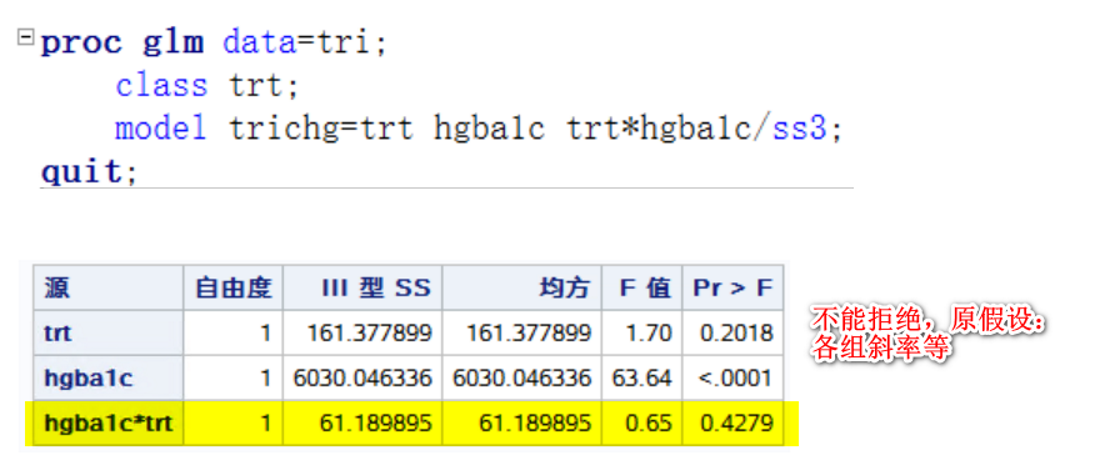 proc glm data=tri;
class trt;
model trichg=trt hgba1c trt*hgba1c/ss3;
quit;
源 自由度 III 型 SS 均方 F 值 Pr > F
trt 1 161.377899 161.377899 1.70 0.2018
hgba1c 1 6030.046336 6030.046336 63.64 <.0001
hgba1c*trt 1 61.189895 61.189895 0.65 0.4279
不能拒绝，原假设：
各组斜率等